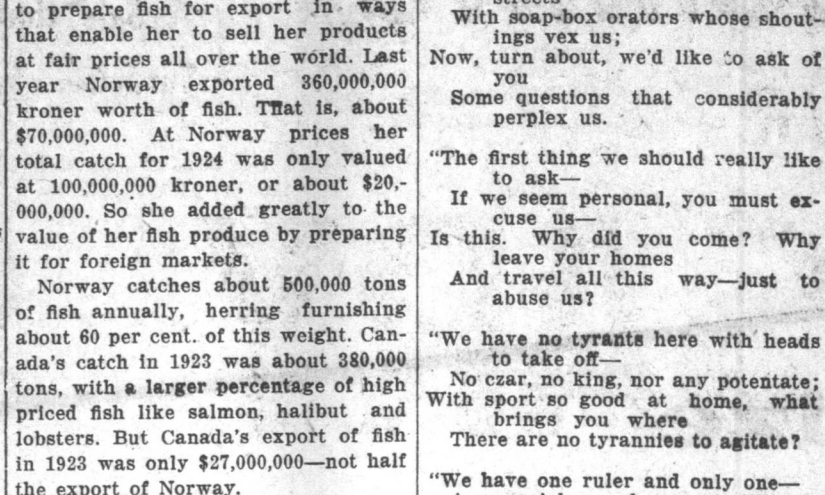 to prepare fish for export in ways
that enable her to sell her products
at fair prices all over the world. Last
year Norway exported 360,000,000
kroner worth of fish. That is, about
$70,000,000. At Norway prices her
total catch for 1924 was only valued
at 100,000,000 kroner, or about $20,-
000,000. So she added greatly to the
value of her fish produce by preparing
it for foreign markets.
Norway catches about 500,000 tons
of fish annually, herring furnishing
about 60 per cent. of this weight. Can-
ada's catch in 1923 was about 380,000
tons, with a larger percentage of high
priced fish like salmon, halibut and
lobsters. But Canada's export of fish
in 1923 was only $27,000,000—not half
the export of Norway.
streets
With soap-box orators whose shout-
ings vex us;
Now, turn about, we'd like to ask of
you
Some questions that considerably
perplex us.
"The first thing we should really like
to ask—
If we seem personal, you must ex-
cuse us—
Is this. Why did you come? Why
leave your homes
And travel all this way—just to
abuse us?
"We have no tyrants here with heads
to take off—
No czar, no king, nor any potentate;
With sport so good at home, what
brings you where
There are no tyrannies to agitate?
"We have one ruler and only one—